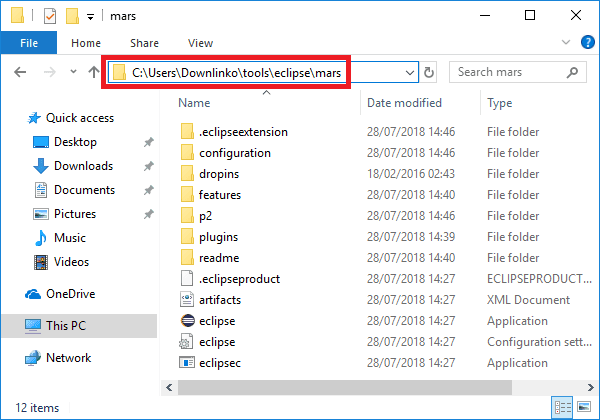 mars
File Home Share View
C:\Users\Downlinko\tools\eclipse\mars
Name Date modified Type
Quick access
Desktop
Downloads
Documents
Pictures
Music
Videos
OneDrive
This PC
Network
.eclipseextension 28/07/2018 14:46 File folder
configuration 28/07/2018 14:46 File folder
dropins 18/02/2016 02:43 File folder
features 28/07/2018 14:40 File folder
p2 28/07/2018 14:46 File folder
plugins 28/07/2018 14:39 File folder
readme 28/07/2018 14:40 File folder
.eclipseproduct 28/07/2018 14:27 ECLIPSEPRODUCT...
artifacts 28/07/2018 14:27 XML Document
eclipse 28/07/2018 14:27 Application
eclipse 28/07/2018 14:27 Configuration sett...
eclipsec 28/07/2018 14:27 Application
12 items